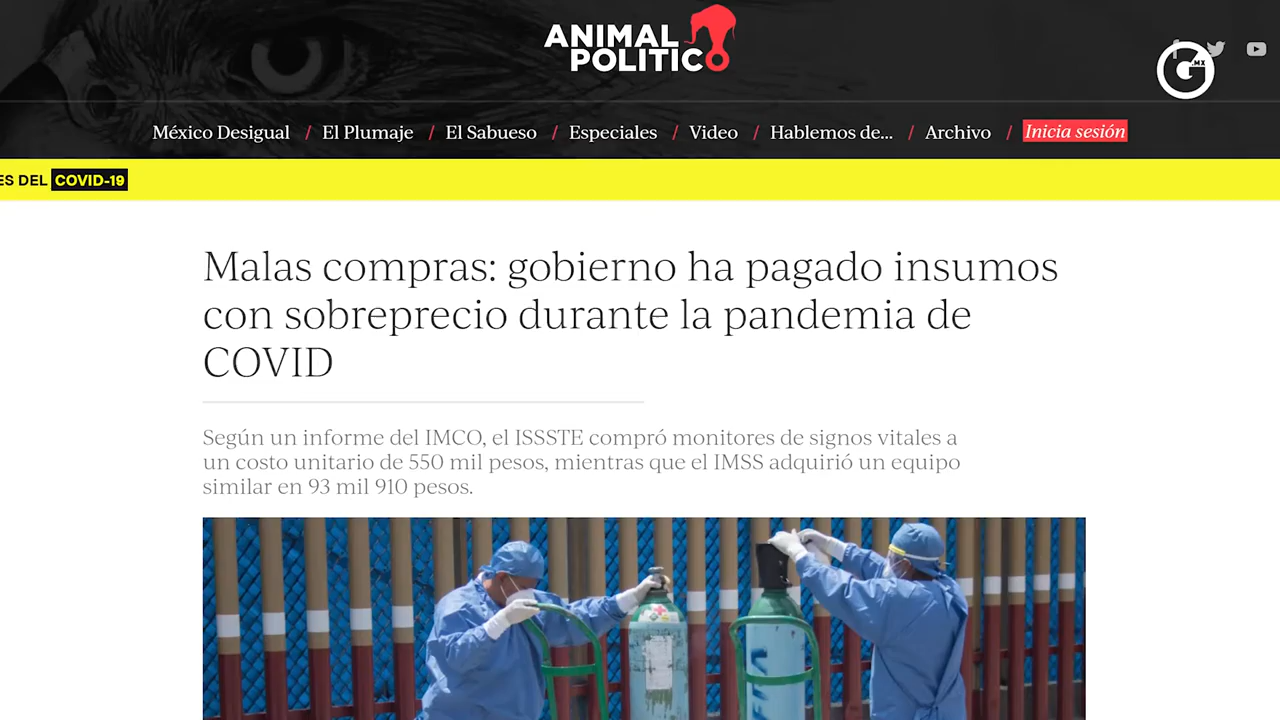 ANIMAL
POLITICO
G.MX
México Desigual / El Plumaje / El Sabueso / Especiales / Video / Hablemos de... / Archivo / Inicia sesión
ES DEL COVID-19
Malas compras: gobierno ha pagado insumos
con sobreprecio durante la pandemia de
COVID
Según un informe del IMCO, el ISSSTE compró monitores de signos vitales a
un costo unitario de 550 mil pesos, mientras que el IMSS adquirió un equipo
similar en 93 mil 910 pesos.